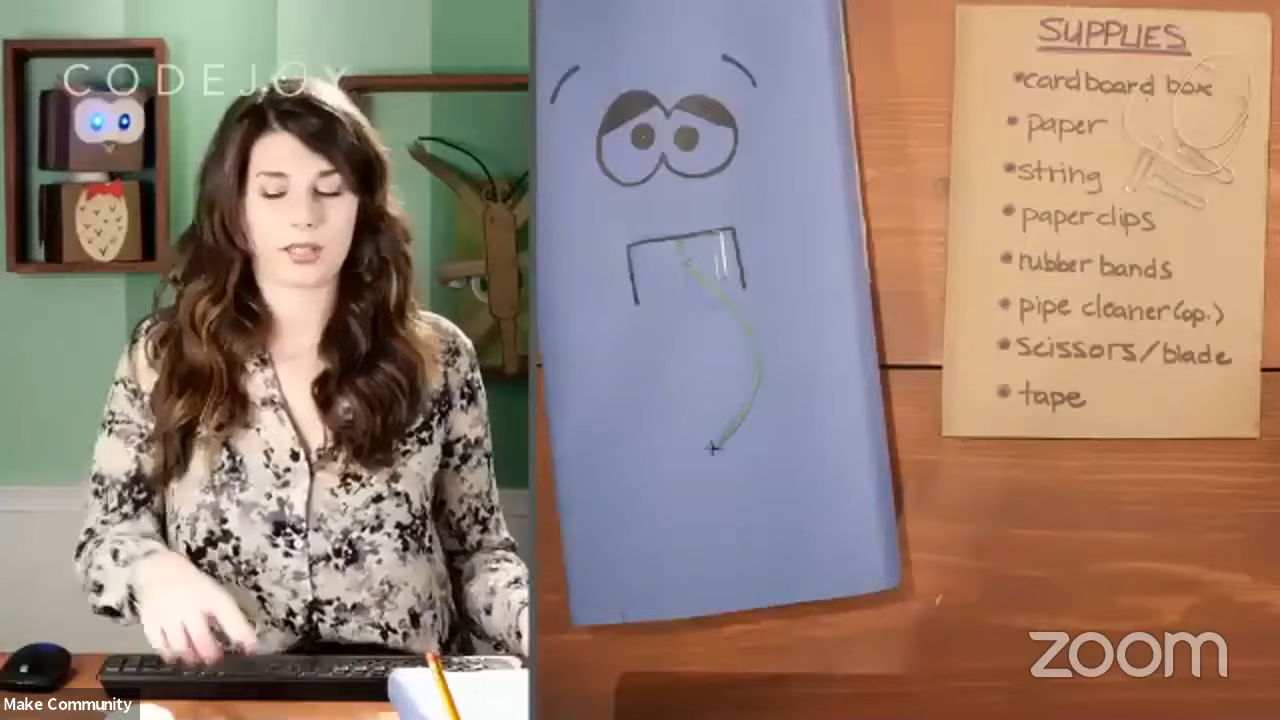 CODEJOY
SUPPLIES
• cardboard box
• paper
• string
• paperclips
• rubber bands
• pipe cleaner (op.)
• scissors/blade
• tape
zoom
Make Community